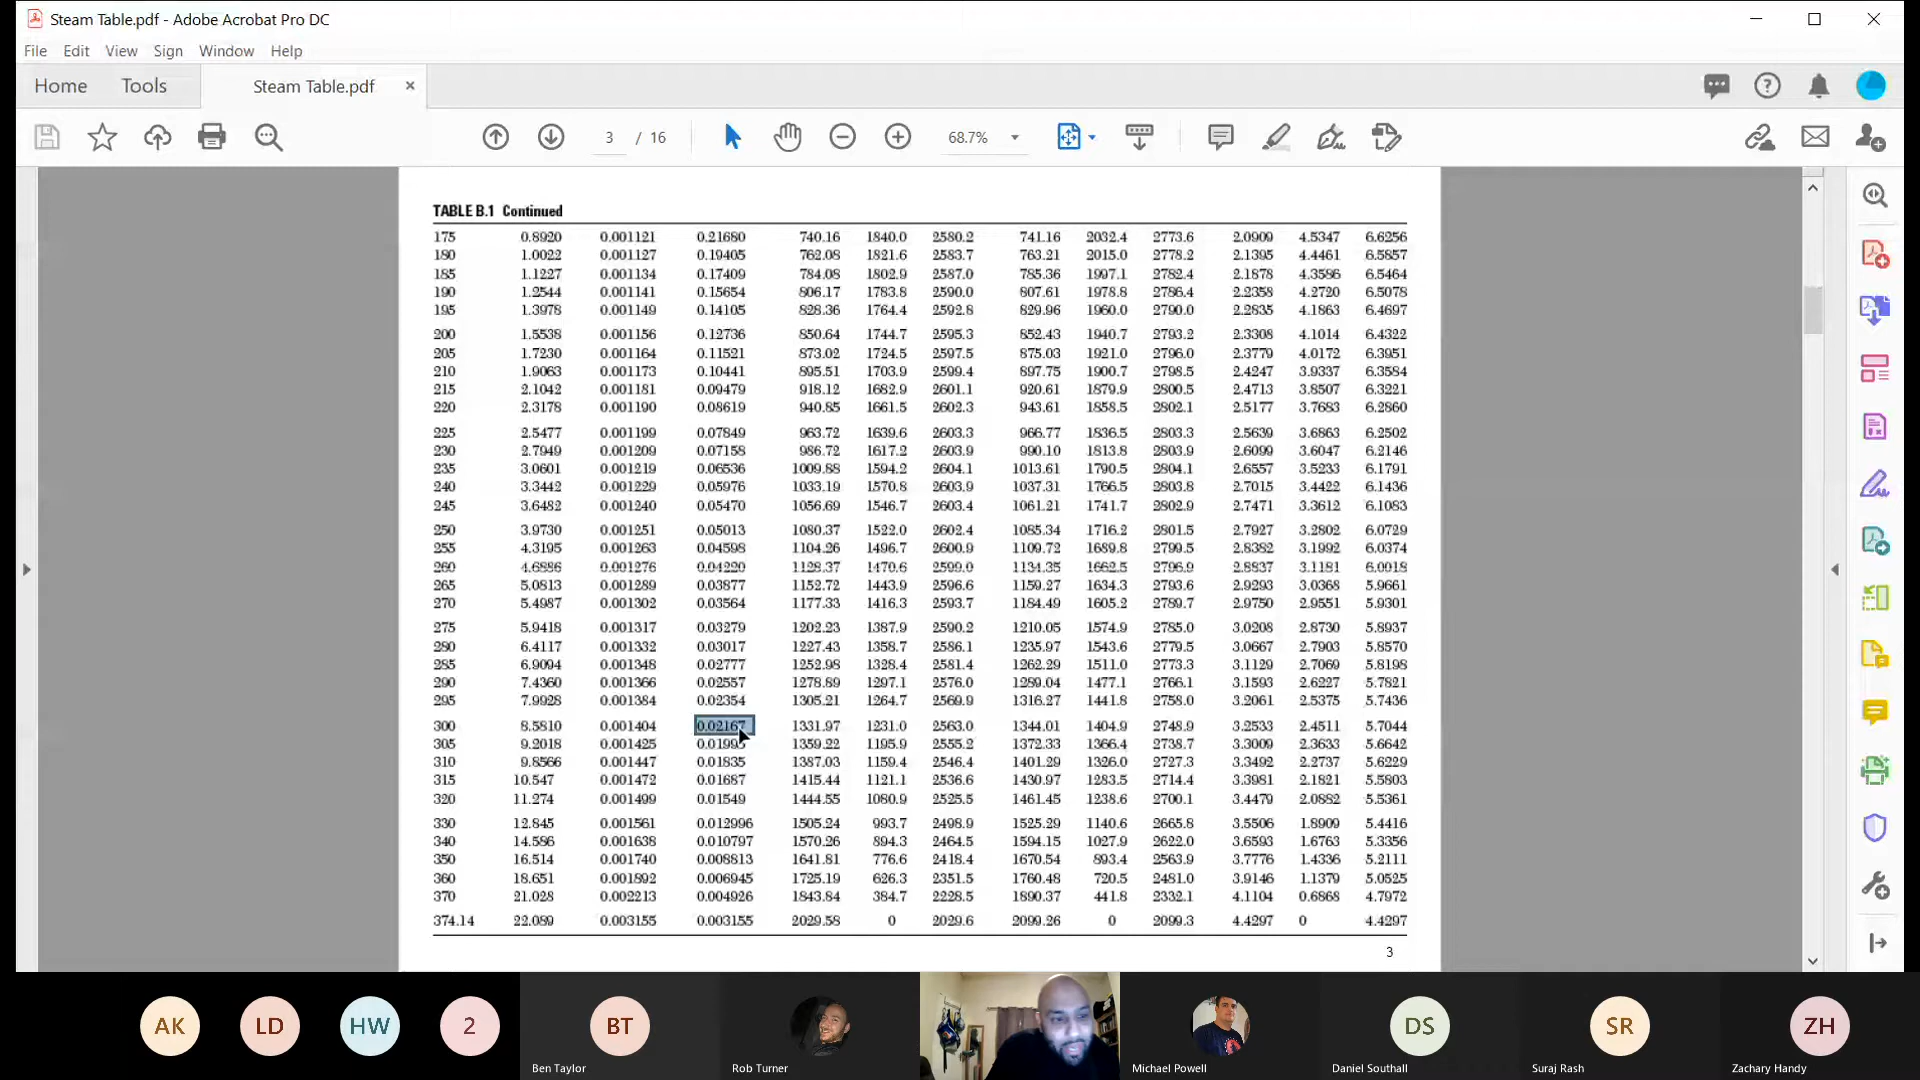 Steam Table.pdf - Adobe Acrobat Pro DC
File Edit View Sign Window Help
Home Tools Steam Table.pdf ×
3 / 16 68.7%
TABLE B.1 Continued
175 0.8920 0.001121 0.21680 740.16 1840.0 2580.2 741.16 2032.4 2773.6 2.0909 4.5347 6.6256
180 1.0022 0.001127 0.19405 762.08 1821.6 2583.7 763.21 2015.0 2778.2 2.1395 4.4461 6.5857
185 1.1227 0.001134 0.17409 784.08 1802.9 2587.0 785.36 1997.1 2782.4 2.1878 4.3586 6.5464
190 1.2544 0.001141 0.15654 806.17 1783.8 2590.0 807.61 1978.8 2786.4 2.2358 4.2720 6.5078
195 1.3978 0.001149 0.14105 828.36 1764.4 2592.8 829.96 1960.0 2790.0 2.2835 4.1863 6.4697
200 1.5538 0.001156 0.12736 850.64 1744.7 2595.3 852.43 1940.7 2793.2 2.3308 4.1014 6.4322
205 1.7230 0.001164 0.11521 873.02 1724.5 2597.5 875.03 1921.0 2796.0 2.3779 4.0172 6.3951
210 1.9063 0.001173 0.10441 895.51 1703.9 2599.4 897.75 1900.7 2798.5 2.4247 3.9337 6.3584
215 2.1042 0.001181 0.09479 918.12 1682.9 2601.1 920.61 1879.9 2800.5 2.4713 3.8507 6.3221
220 2.3178 0.001190 0.08619 940.85 1661.5 2602.3 943.61 1858.5 2802.1 2.5177 3.7683 6.2860
225 2.5477 0.001199 0.07849 963.72 1639.6 2603.3 966.77 1836.5 2803.3 2.5639 3.6863 6.2502
230 2.7949 0.001209 0.07158 986.72 1617.2 2603.9 990.10 1813.8 2803.9 2.6099 3.6047 6.2146
235 3.0601 0.001219 0.06536 1009.88 1594.2 2604.1 1013.61 1790.5 2804.1 2.6557 3.5233 6.1791
240 3.3442 0.001229 0.05976 1033.19 1570.8 2603.9 1037.31 1766.5 2803.8 2.7015 3.4422 6.1436
245 3.6482 0.001240 0.05470 1056.69 1546.7 2603.4 1061.21 1741.7 2802.9 2.7471 3.3612 6.1083
250 3.9730 0.001251 0.05013 1080.37 1522.0 2602.4 1085.34 1716.2 2801.5 2.7927 3.2802 6.0729
255 4.3195 0.001263 0.04598 1104.26 1496.7 2600.9 1109.72 1689.8 2799.5 2.8382 3.1992 6.0374
260 4.6886 0.001276 0.04220 1128.37 1470.6 2599.0 1134.35 1662.5 2796.9 2.8837 3.1181 6.0018
265 5.0813 0.001289 0.03877 1152.72 1443.9 2596.6 1159.27 1634.3 2793.6 2.9293 3.0368 5.9661
270 5.4987 0.001302 0.03564 1177.33 1416.3 2593.7 1184.49 1605.2 2789.7 2.9750 2.9551 5.9301
275 5.9418 0.001317 0.03279 1202.23 1387.9 2590.2 1210.05 1574.9 2785.0 3.0208 2.8730 5.8937
280 6.4117 0.001332 0.03017 1227.43 1358.7 2586.1 1235.97 1543.6 2779.5 3.0667 2.7903 5.8570
285 6.9094 0.001348 0.02777 1252.98 1328.4 2581.4 1262.29 1511.0 2773.3 3.1129 2.7069 5.8198
290 7.4360 0.001366 0.02557 1278.89 1297.1 2576.0 1289.04 1477.1 2766.1 3.1593 2.6227 5.7821
295 7.9928 0.001384 0.02354 1305.21 1264.7 2569.9 1316.27 1441.8 2758.0 3.2061 2.5375 5.7436
300 8.5810 0.001404 0.02167 1331.97 1231.0 2563.0 1344.01 1404.9 2748.9 3.2533 2.4511 5.7044
305 9.2018 0.001425 0.01995 1359.22 1195.9 2555.2 1372.33 1366.4 2738.7 3.3009 2.3633 5.6642
310 9.8566 0.001447 0.01835 1387.03 1159.4 2546.4 1401.29 1326.0 2727.3 3.3492 2.2737 5.6229
315 10.547 0.001472 0.01687 1415.44 1121.1 2536.6 1430.97 1283.5 2714.4 3.3981 2.1821 5.5803
320 11.274 0.001499 0.01549 1444.55 1080.9 2525.5 1461.45 1238.6 2700.1 3.4479 2.0882 5.5361
330 12.845 0.001561 0.012996 1505.24 993.7 2498.9 1525.29 1140.6 2665.8 3.5506 1.8909 5.4416
340 14.586 0.001638 0.010797 1570.26 894.3 2464.5 1594.15 1027.9 2622.0 3.6593 1.6763 5.3356
350 16.514 0.001740 0.008813 1641.81 776.6 2418.4 1670.54 893.4 2563.9 3.7776 1.4336 5.2111
360 18.651 0.001892 0.006945 1725.19 626.3 2351.5 1760.48 720.5 2481.0 3.9146 1.1379 5.0525
370 21.028 0.002213 0.004926 1843.84 384.7 2228.5 1890.37 441.8 2332.1 4.1104 0.6868 4.7972
374.14 22.089 0.003155 0.003155 2029.58 0 2029.6 2099.26 0 2099.3 4.4297 0 4.4297
3
AK LD HW 2 BT DS SR ZH
Ben Taylor Rob Turner Michael Powell Daniel Southall Suraj Rash Zachary Handy